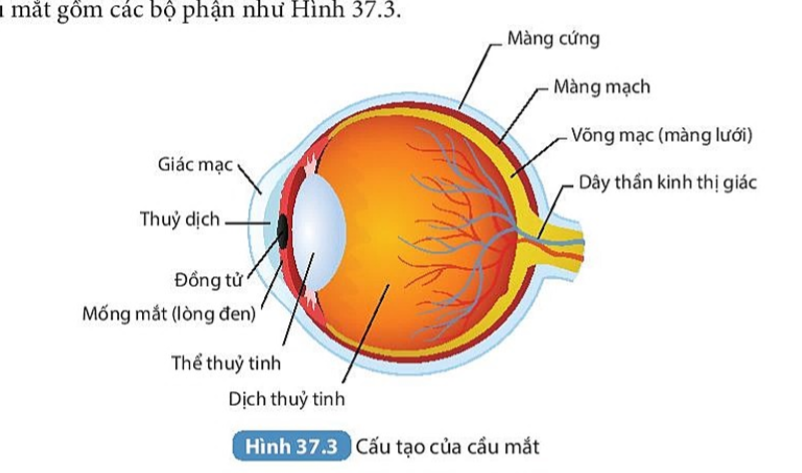 mắt gồm các bộ phận như Hình 37.3.
Màng cứng
Màng mạch
Võng mạc (màng lưới)
Dây thần kinh thị giác
Giác mạc
Thuỷ dịch
Đồng tử
Mống mắt (lòng đen)
Thể thuỷ tinh
Dịch thuỷ tinh
Hình 37.3 Cấu tạo của cầu mắt